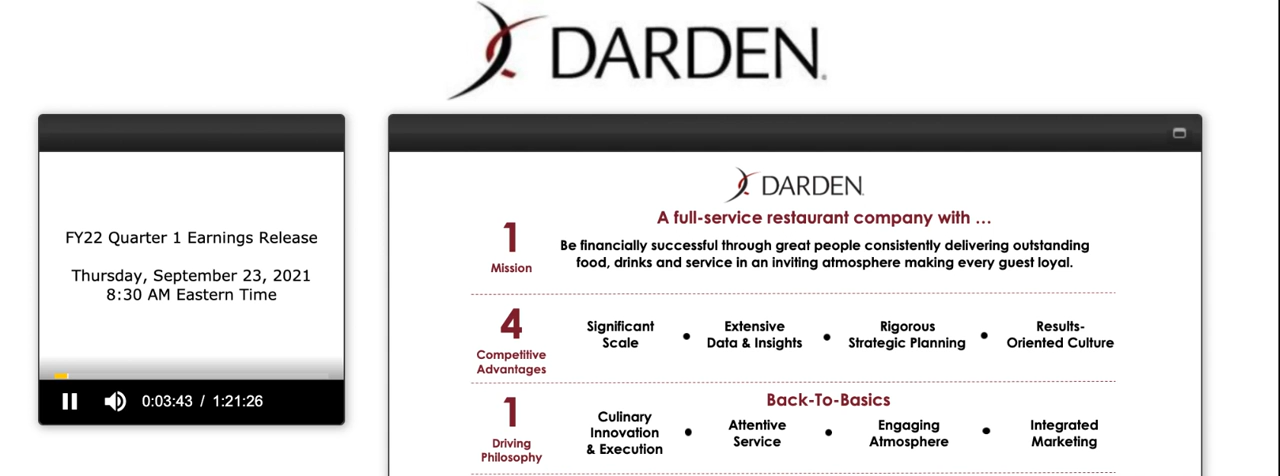 DARDEN
FY22 Quarter 1 Earnings Release
Thursday, September 23, 2021
8:30 AM Eastern Time
0:03:43 / 1:21:26
DARDEN
A full-service restaurant company with ...
1
Mission
Be financially successful through great people consistently delivering outstanding
food, drinks and service in an inviting atmosphere making every guest loyal.
4
Competitive
Advantages
Significant
Scale
•
Extensive
Data & Insights
•
Rigorous
Strategic Planning
•
Results-
Oriented Culture
1
Driving
Philosophy
Back-To-Basics
Culinary
Innovation
& Execution
•
Attentive
Service
•
Engaging
Atmosphere
•
Integrated
Marketing